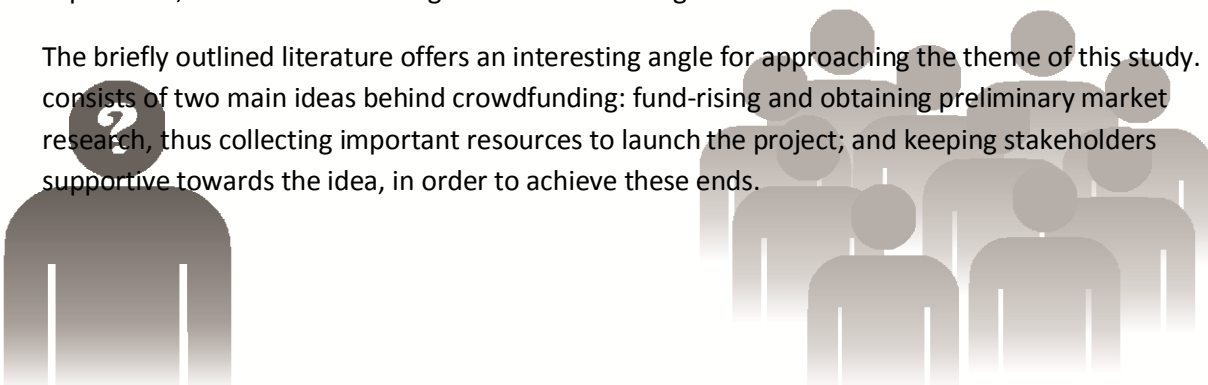 The briefly outlined literature offers an interesting angle for approaching the theme of this study.
consists of two main ideas behind crowdfunding: fund-rising and obtaining preliminary market
research, thus collecting important resources to launch the project; and keeping stakeholders
supportive towards the idea, in order to achieve these ends.
?